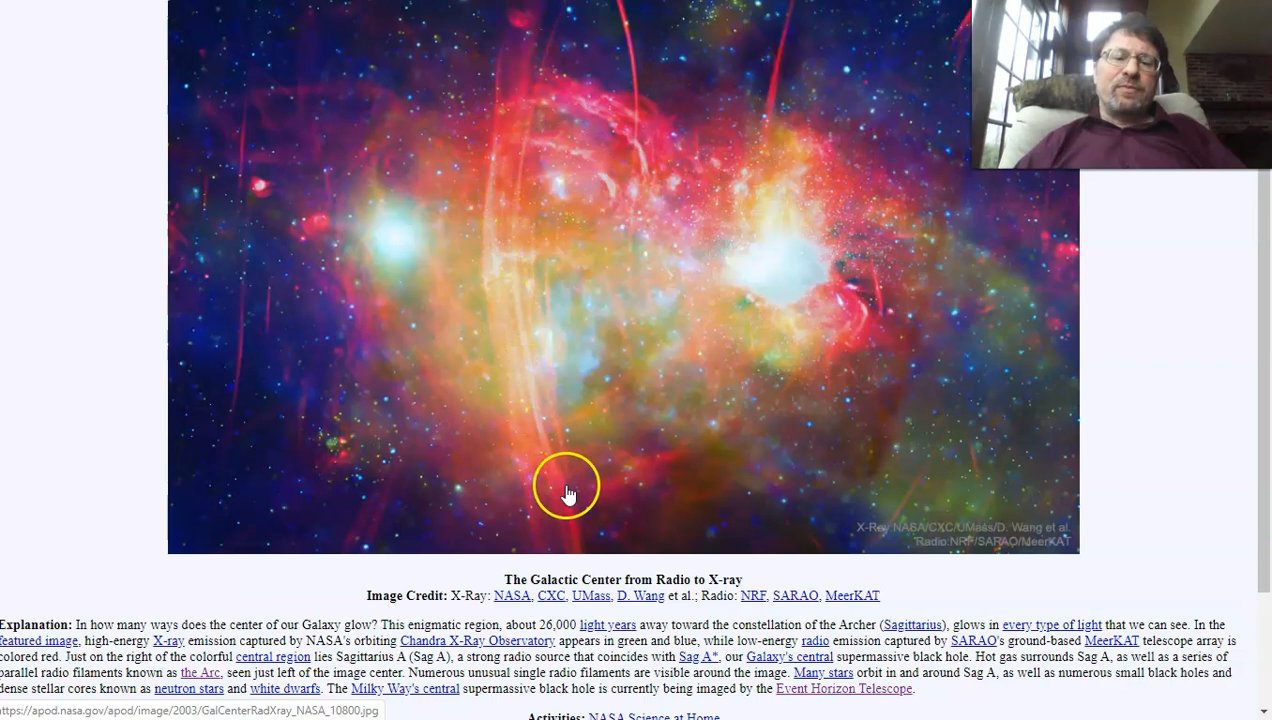 X-Ray:NASA/CXC/UMass/D. Wang et al.
Radio:NRF/SARAO/MeerKAT
The Galactic Center from Radio to X-ray
Image Credit: X-Ray: NASA, CXC, UMass, D. Wang et al.; Radio: NRF, SARAO, MeerKAT
Explanation: In how many ways does the center of our Galaxy glow? This enigmatic region, about 26,000 light years away toward the constellation of the Archer (Sagittarius), glows in every type of light that we can see. In the
featured image, high-energy X-ray emission captured by NASA's orbiting Chandra X-Ray Observatory appears in green and blue, while low-energy radio emission captured by SARAO's ground-based MeerKAT telescope array is
colored red. Just on the right of the colorful central region lies Sagittarius A (Sag A), a strong radio source that coincides with Sag A*, our Galaxy's central supermassive black hole. Hot gas surrounds Sag A, as well as a series of
parallel radio filaments known as the Arc, seen just left of the image center. Numerous unusual single radio filaments are visible around the image. Many stars orbit in and around Sag A, as well as numerous small black holes and
dense stellar cores known as neutron stars and white dwarfs. The Milky Way's central supermassive black hole is currently being imaged by the Event Horizon Telescope.
https://apod.nasa.gov/apod/image/2003/GalCenterRadXray_NASA_10800.jpg
Activities: NASA Science at Home